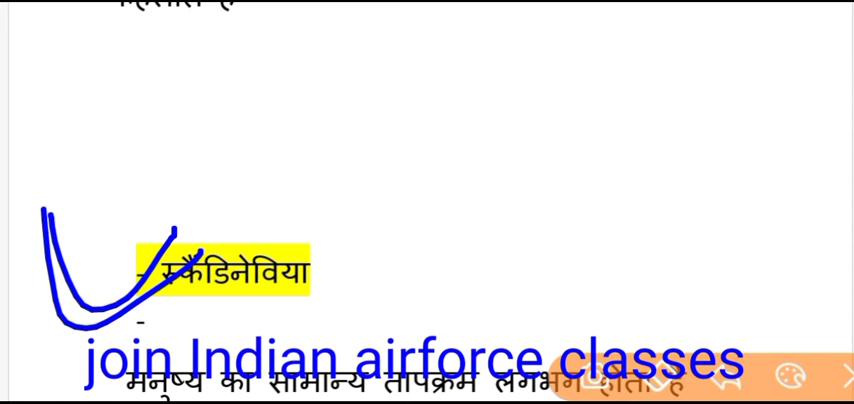 - स्कैंडिनेविया
-
join Indian airforce classes
मनुष्य का सामान्य तापक्रम लगभग होता है